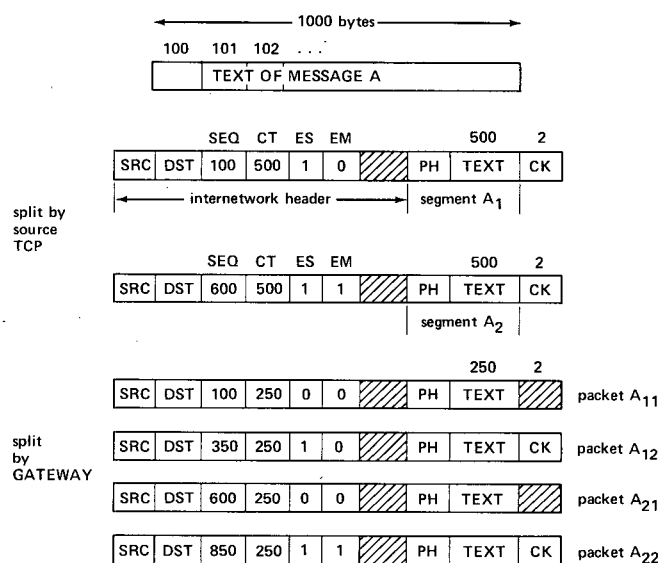 1000 bytes
100 101 102 ...
TEXT OF MESSAGE A
SEQ CT ES EM 500 2
SRC DST 100 500 1 0 PH TEXT CK
internetwork header segment A1
split by
source
TCP
SEQ CT ES EM 500 2
SRC DST 600 500 1 1 PH TEXT CK
segment A2
250 2
SRC DST 100 250 0 0 PH TEXT packet A11
split
by
GATEWAY
SRC DST 350 250 1 0 PH TEXT CK packet A12
SRC DST 600 250 0 0 PH TEXT packet A21
SRC DST 850 250 1 1 PH TEXT CK packet A22